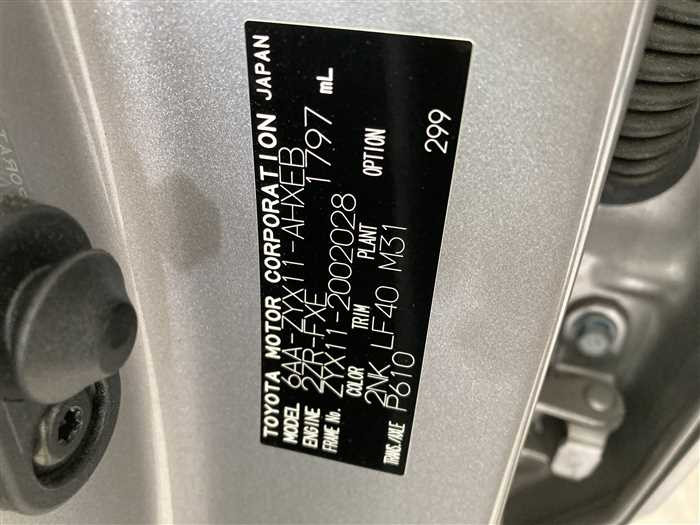 TOYOTA MOTOR CORPORATION JAPAN
MODEL 6AA-ZYX11-AHXEB
ENGINE 2ZR-FXE 1797 mL
FRAME No. ZYX11-2002028
COLOR TRIM PLANT OPTION
2NK LF40 M31
TRANS./AXLE P610 299